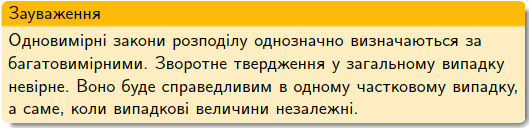 Зауваження
Одновимірні закони розподілу однозначно визначаються за
багатовимірними. Зворотне твердження у загальному випадку
невірне. Воно буде справедливим в одному частковому випадку,
а саме, коли випадкові величини незалежні.